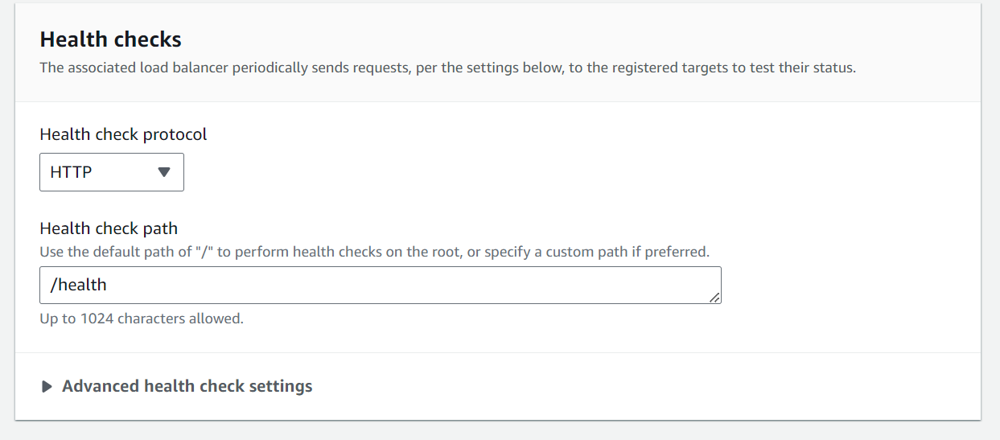 Health checks
The associated load balancer periodically sends requests, per the settings below, to the registered targets to test their status.
Health check protocol
HTTP
Health check path
Use the default path of "/" to perform health checks on the root, or specify a custom path if preferred.
/health
Up to 1024 characters allowed.
Advanced health check settings